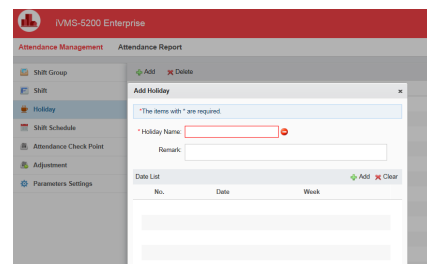 iVMS-5200 Enterprise
Attendance Management Attendance Report
Shift Group
Shift
Holiday
Shift Schedule
Attendance Check Point
Adjustment
Parameters Settings
Add Delete
Add Holiday ×
*The items with * are required.
* Holiday Name:
Remark:
Date List Add Clear
No. Date Week